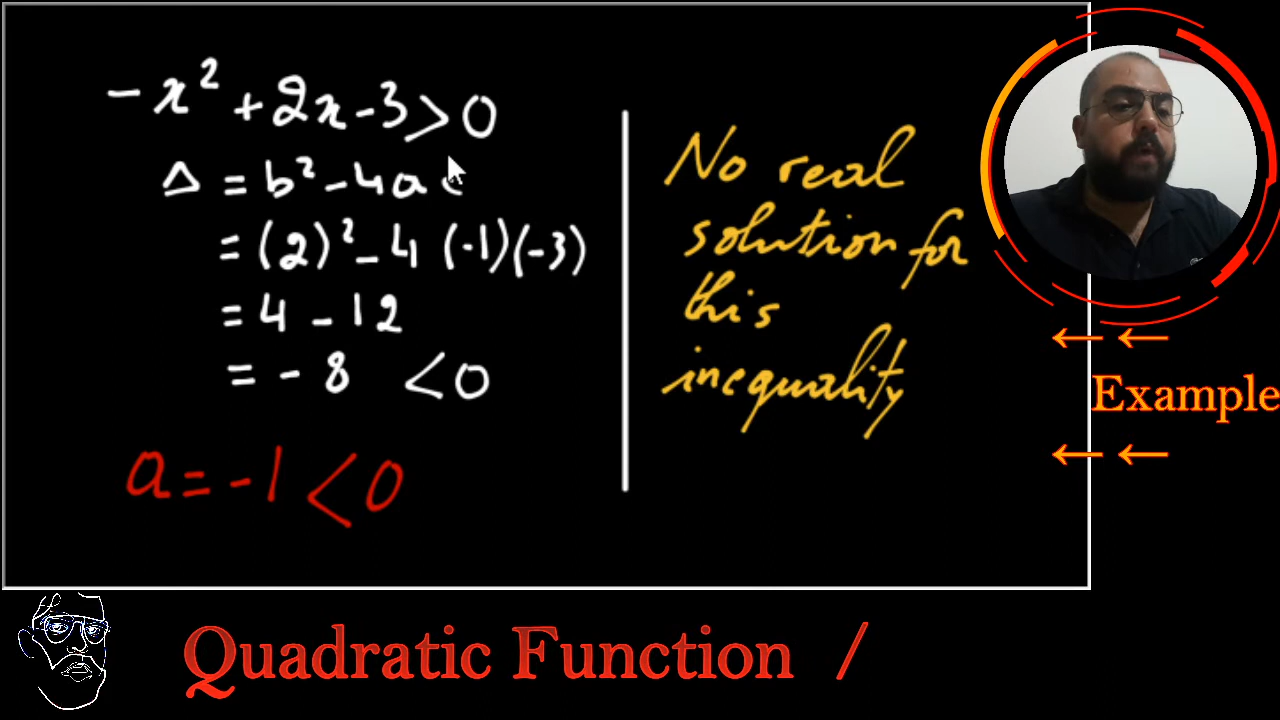 -x² + 2x - 3 > 0
Δ = b² - 4ac
= (2)² - 4 (-1)(-3)
= 4 - 12
= - 8 < 0
a = -1 < 0
No real
solution for
this
inequality
← ←
Example
← ←
Quadratic Function /